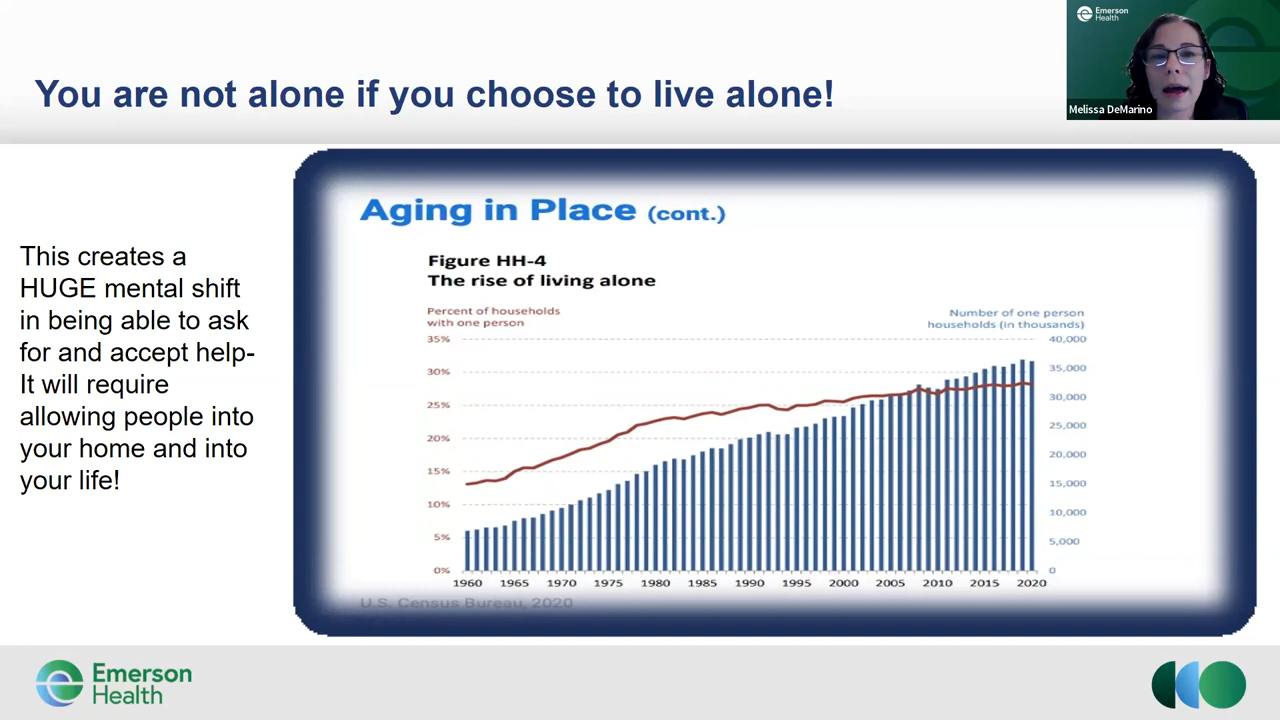 Emerson
Health
Melissa DeMarino
You are not alone if you choose to live alone!
This creates a
HUGE mental shift
in being able to ask
for and accept help-
It will require
allowing people into
your home and into
your life!
Aging in Place (cont.)
Figure HH-4
The rise of living alone
Percent of households
with one person
Number of one person
households (in thousands)
35%
30%
25%
20%
15%
10%
5%
0%
40,000
35,000
30,000
25,000
20,000
15,000
10,000
5,000
0
1960 1965 1970 1975 1980 1985 1990 1995 2000 2005 2010 2015 2020
U.S. Census Bureau, 2020
Emerson
Health